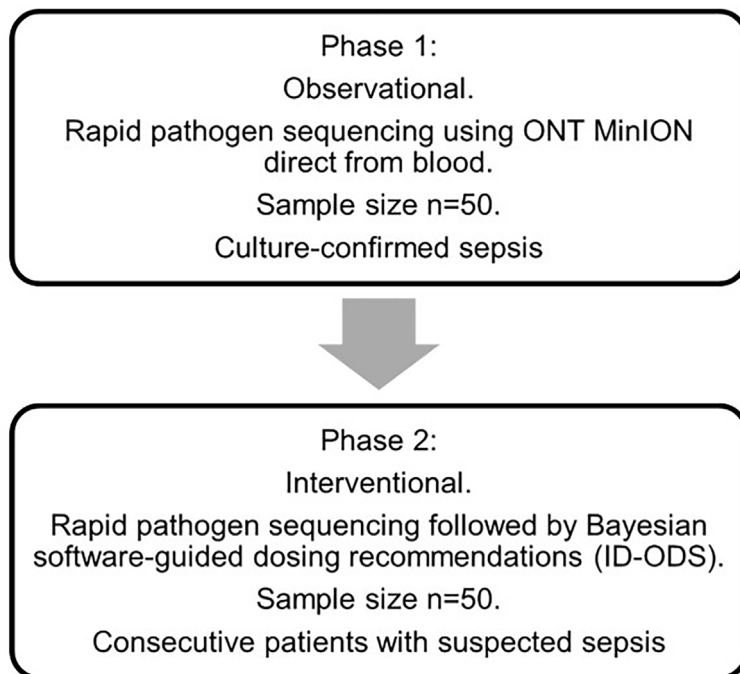 Phase 1:
Observational.
Rapid pathogen sequencing using ONT MinION
direct from blood.
Sample size n=50.
Culture-confirmed sepsis
Phase 2:
Interventional.
Rapid pathogen sequencing followed by Bayesian
software-guided dosing recommendations (ID-ODS).
Sample size n=50.
Consecutive patients with suspected sepsis